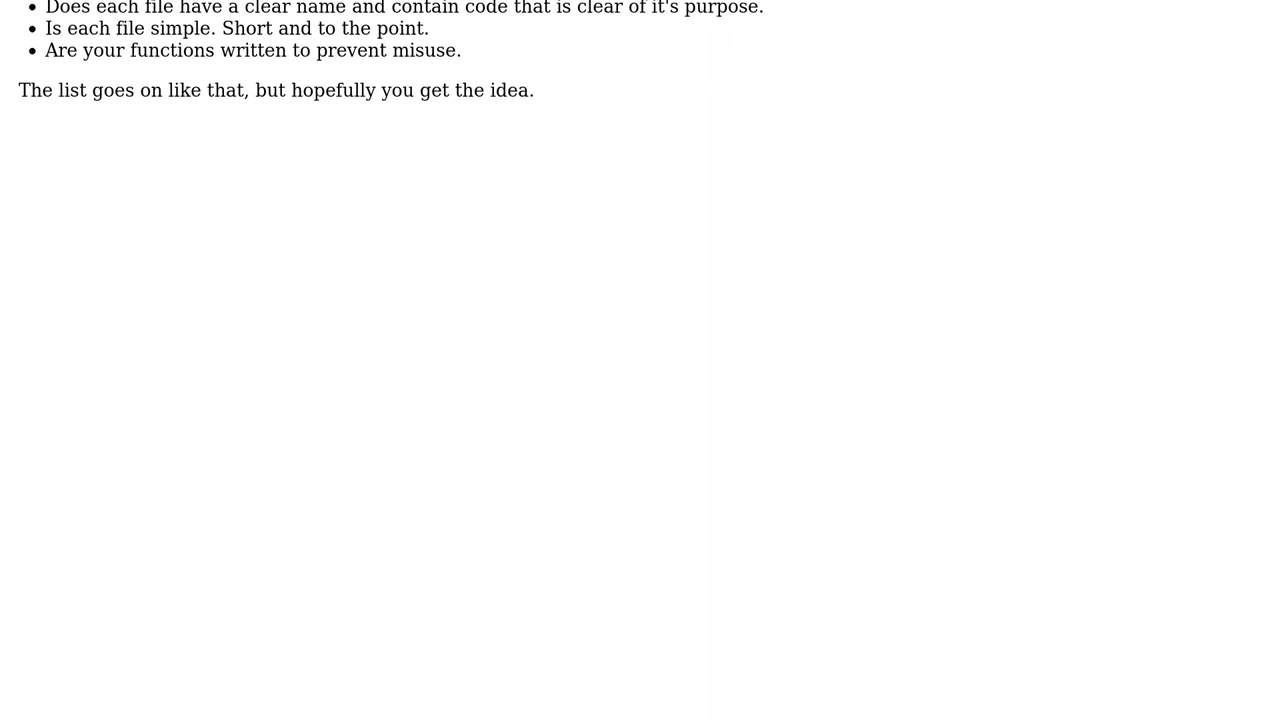 • Does each file have a clear name and contain code that is clear of it's purpose.
• Is each file simple. Short and to the point.
• Are your functions written to prevent misuse.
The list goes on like that, but hopefully you get the idea.